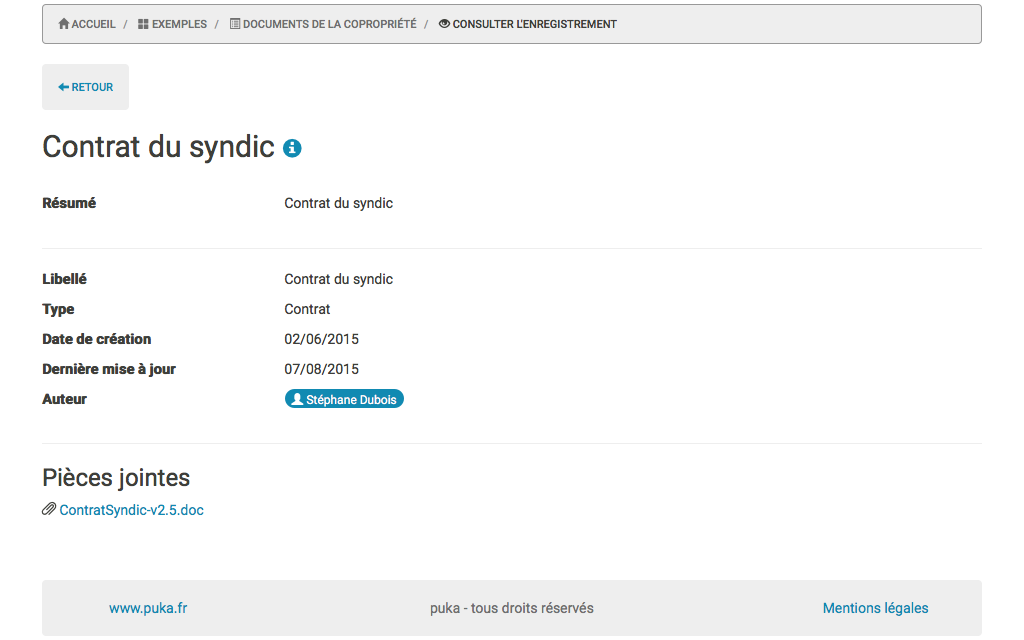 ACCUEIL / EXEMPLES / DOCUMENTS DE LA COPROPRIÉTÉ / CONSULTER L'ENREGISTREMENT
RETOUR
Contrat du syndic
Résumé Contrat du syndic
Libellé Contrat du syndic
Type Contrat
Date de création 02/06/2015
Dernière mise à jour 07/08/2015
Auteur Stéphane Dubois
Pièces jointes
ContratSyndic-v2.5.doc
www.puka.fr puka - tous droits réservés Mentions légales